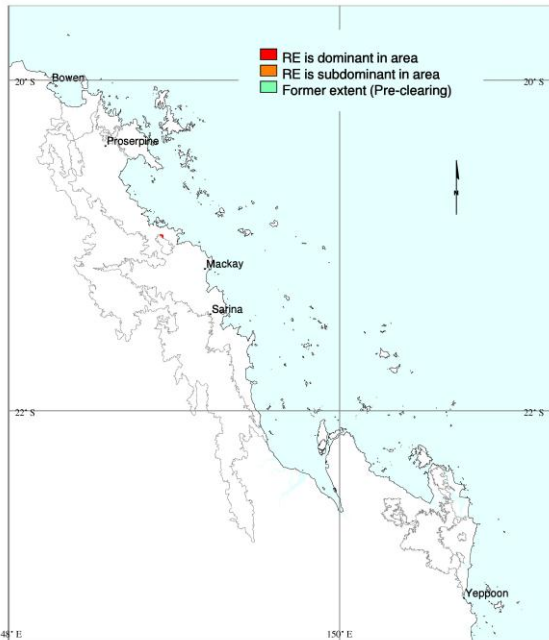 RE is dominant in area
RE is subdominant in area
Former extent (Pre-clearing)
20° S
20° S
Bowen
Proserpine
N
Mackay
Sarina
22° S
22° S
Yeppoon
48° E
150 ° E